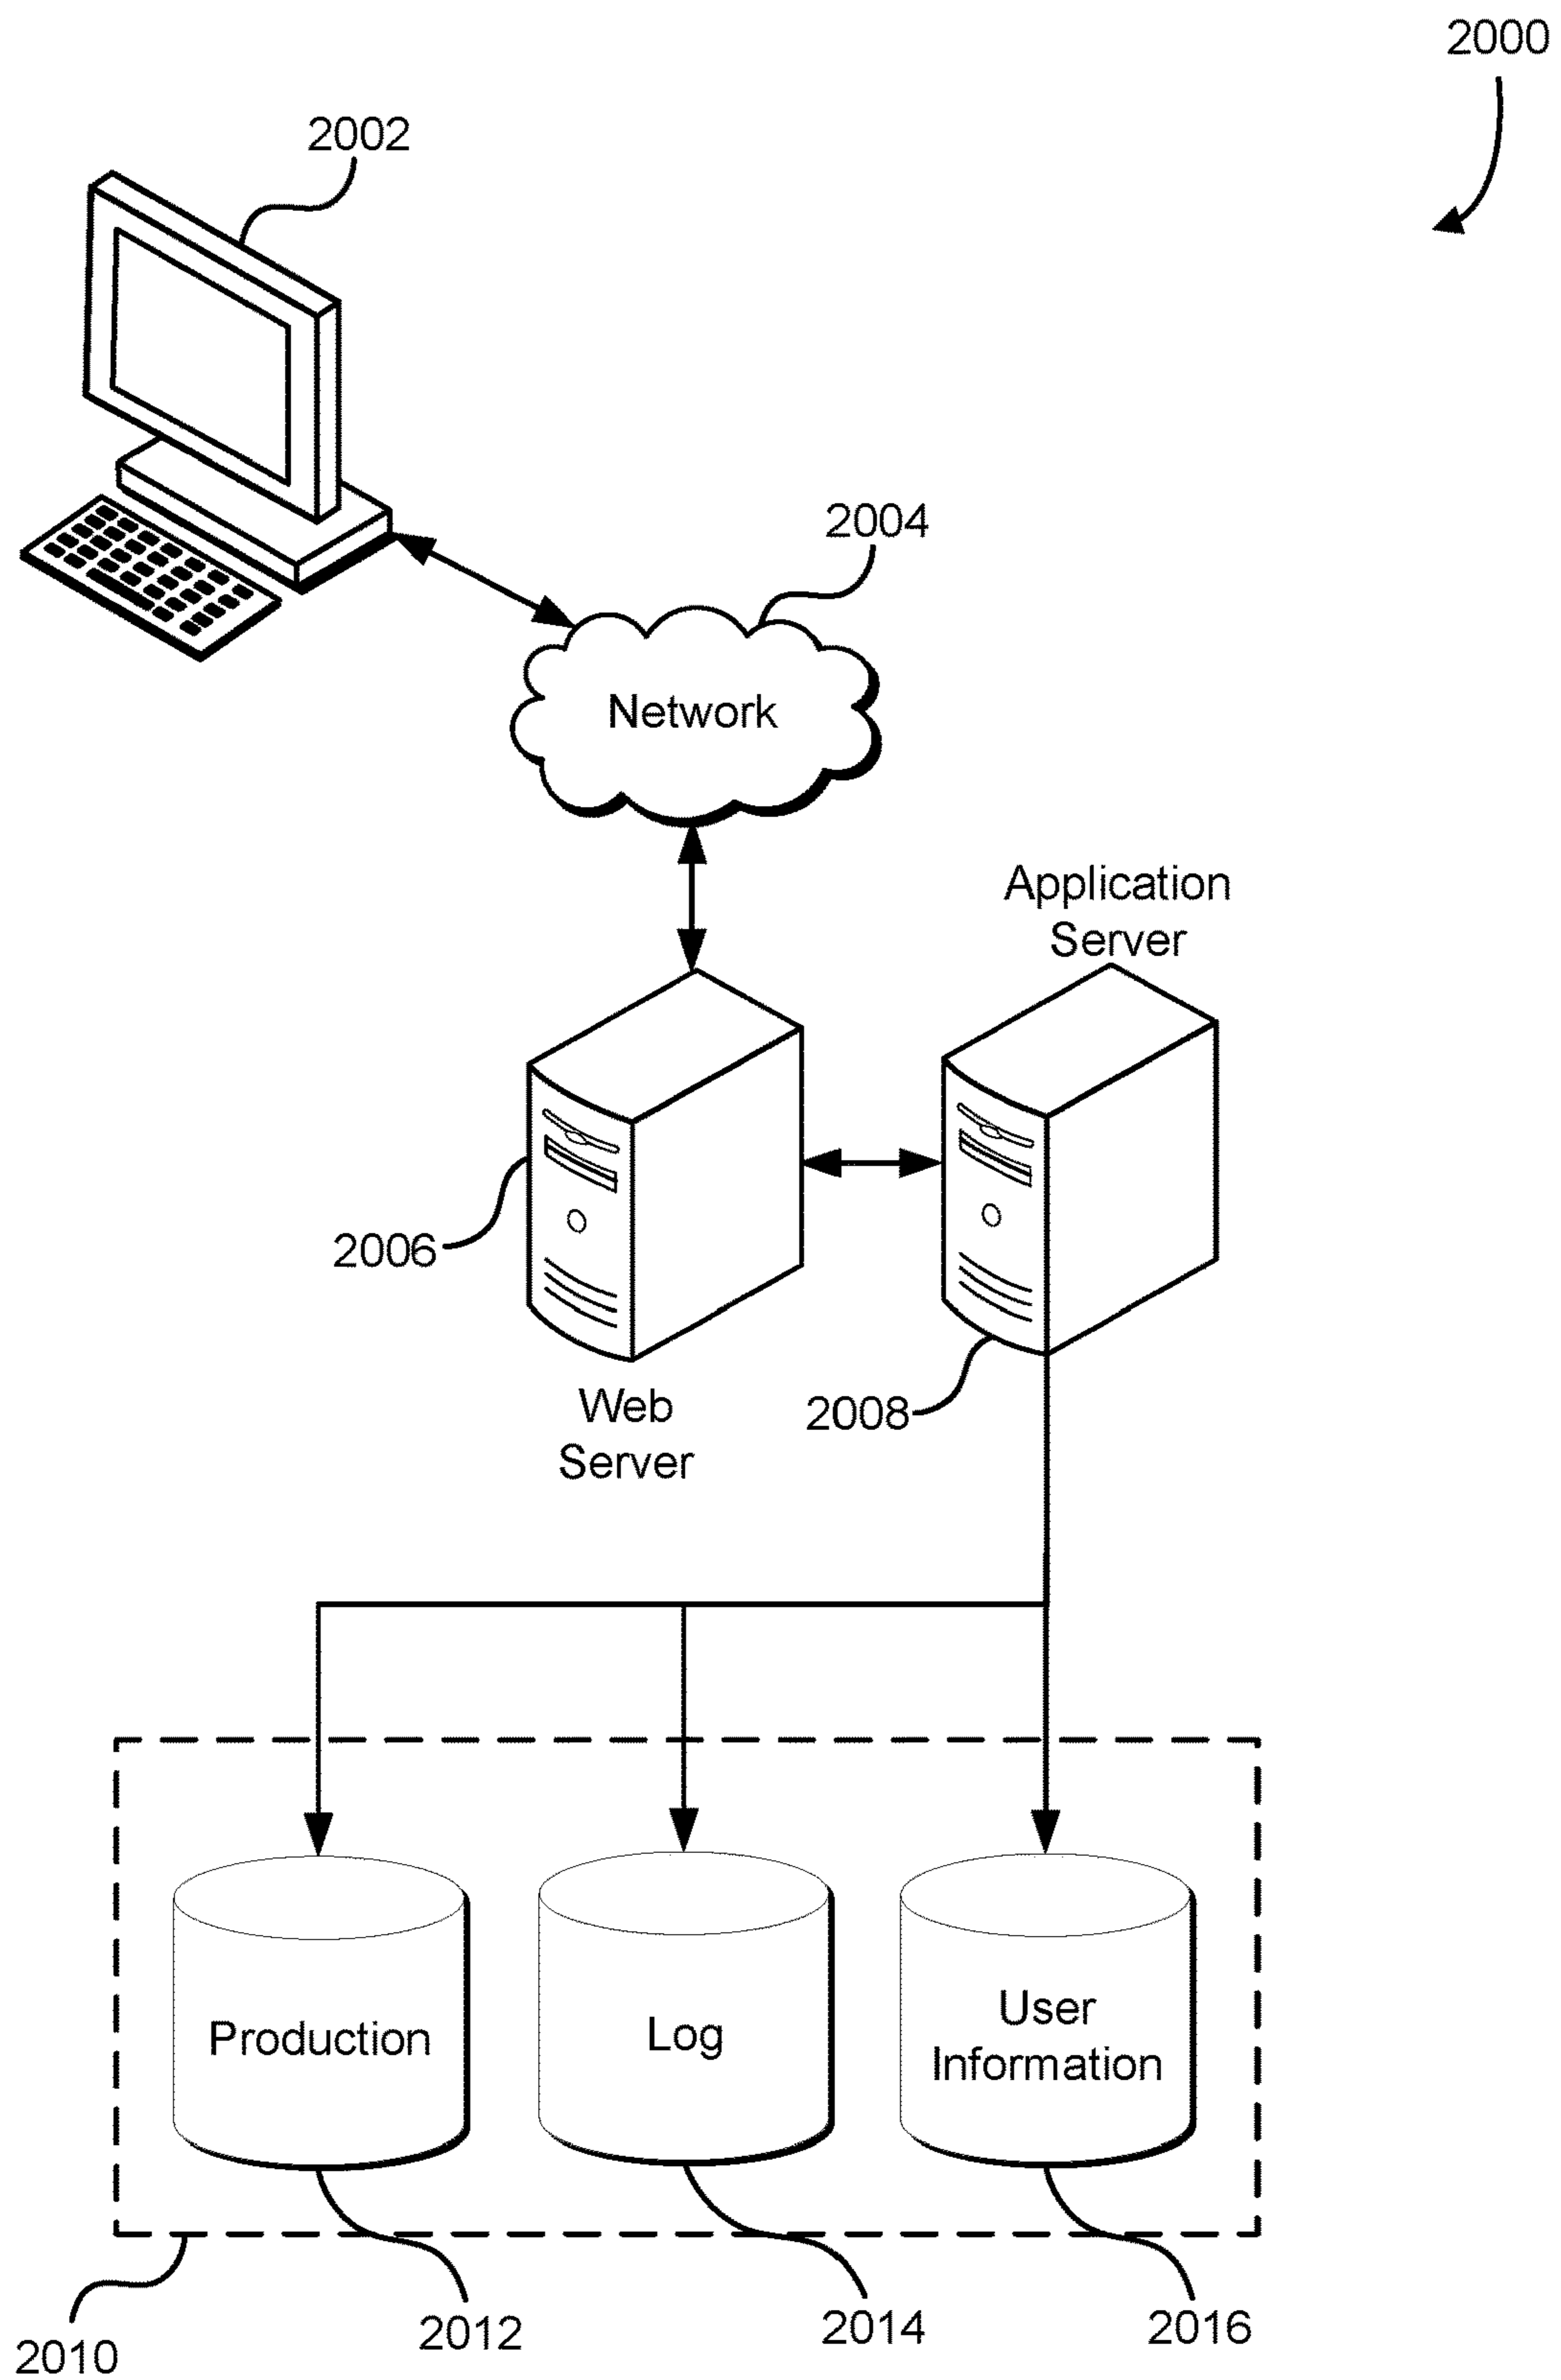 2000
2002
2004
Network
Application
Server
2006
2008
Web
Server
Production
Log
User
Information
2010
2012
2014
2016